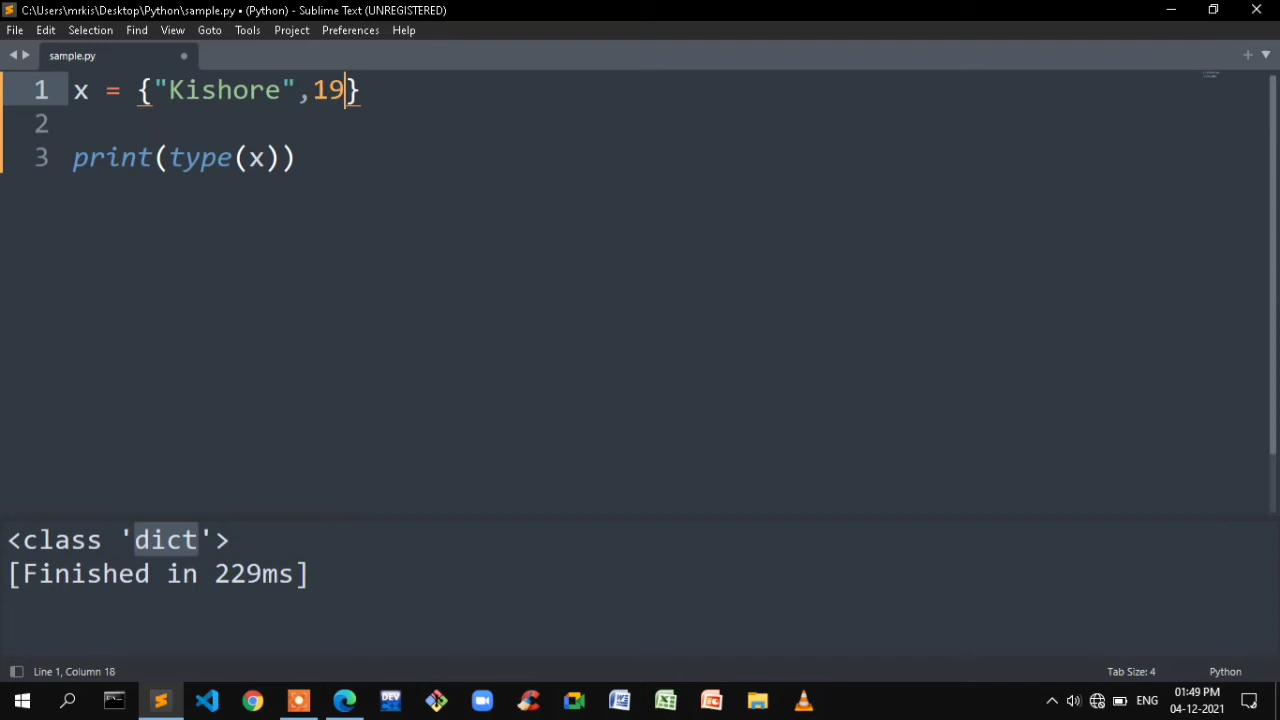 C:\Users\mrkis\Desktop\Python\sample.py • (Python) - Sublime Text (UNREGISTERED)
File Edit Selection Find View Goto Tools Project Preferences Help
sample.py
1 x = {"Kishore",19}
2
3 print(type(x))
<class 'dict'>
[Finished in 229ms]
Line 1, Column 18 Tab Size: 4 Python
DEV
ENG 01:49 PM
04-12-2021